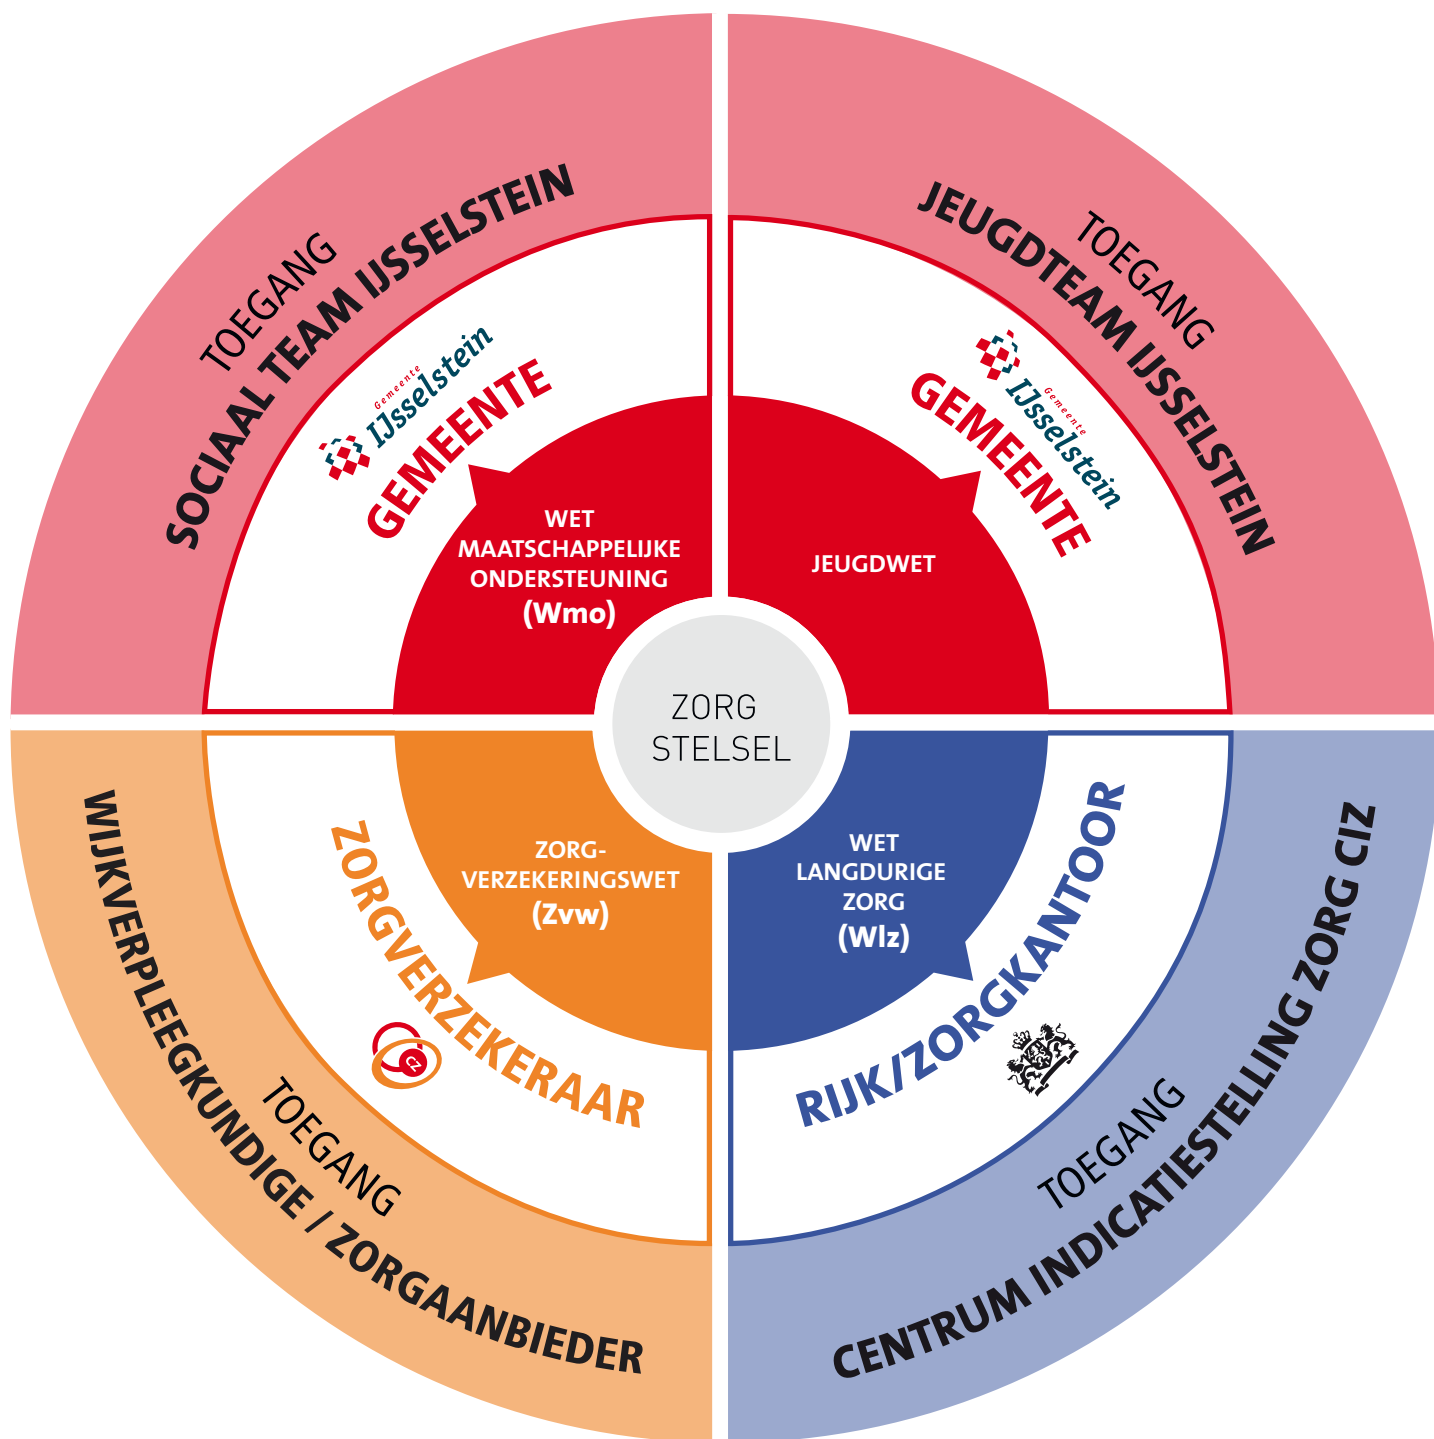 TOEGANG
SOCIAAL TEAM IJSSELSTEIN
Gemeente
IJsselstein
GEMEENTE
WET
MAATSCHAPPELIJKE
ONDERSTEUNING
(Wmo)
TOEGANG
JEUGDTEAM IJSSELSTEIN
Gemeente
IJsselstein
GEMEENTE
JEUGDWET
ZORG
STELSEL
ZORG-
VERZEKERINGSWET
(Zvw)
ZORGVERZEKERAAR
CZ
TOEGANG
WIJKVERPLEEGKUNDIGE / ZORGAANBIEDER
WET
LANGDURIGE
ZORG
(Wlz)
RIJK/ZORGKANTOOR
TOEGANG
CENTRUM INDICATIESTELLING ZORG CIZ